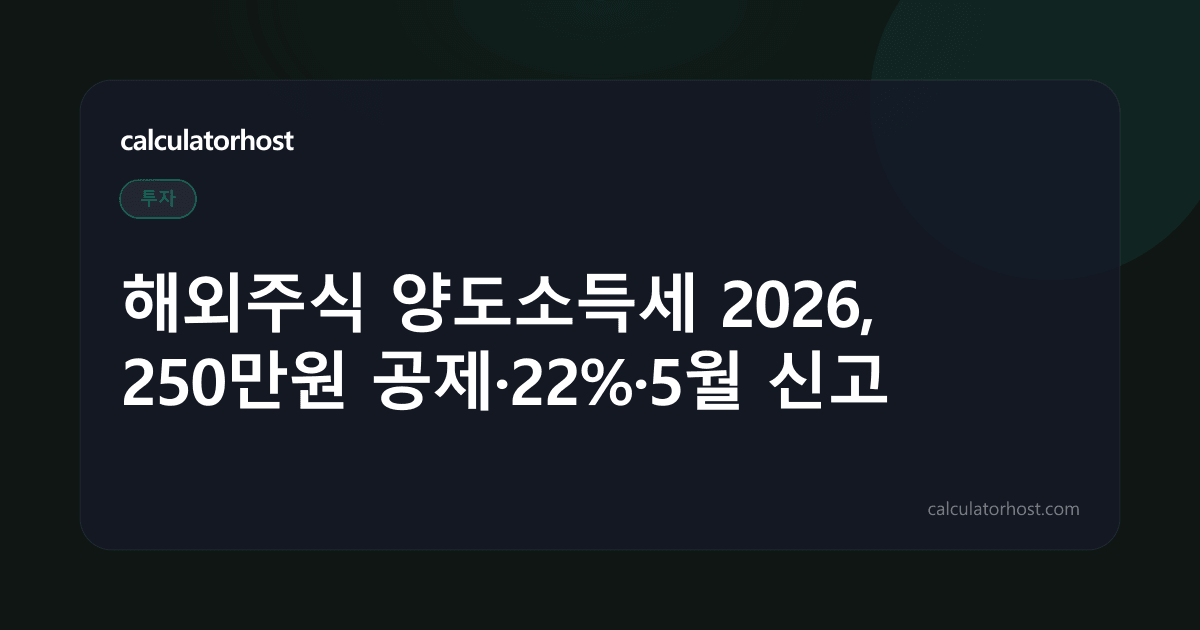 calculatorhost
투자
해외주식 양도소득세 2026,
250만원 공제·22%·5월 신고
calculatorhost.com